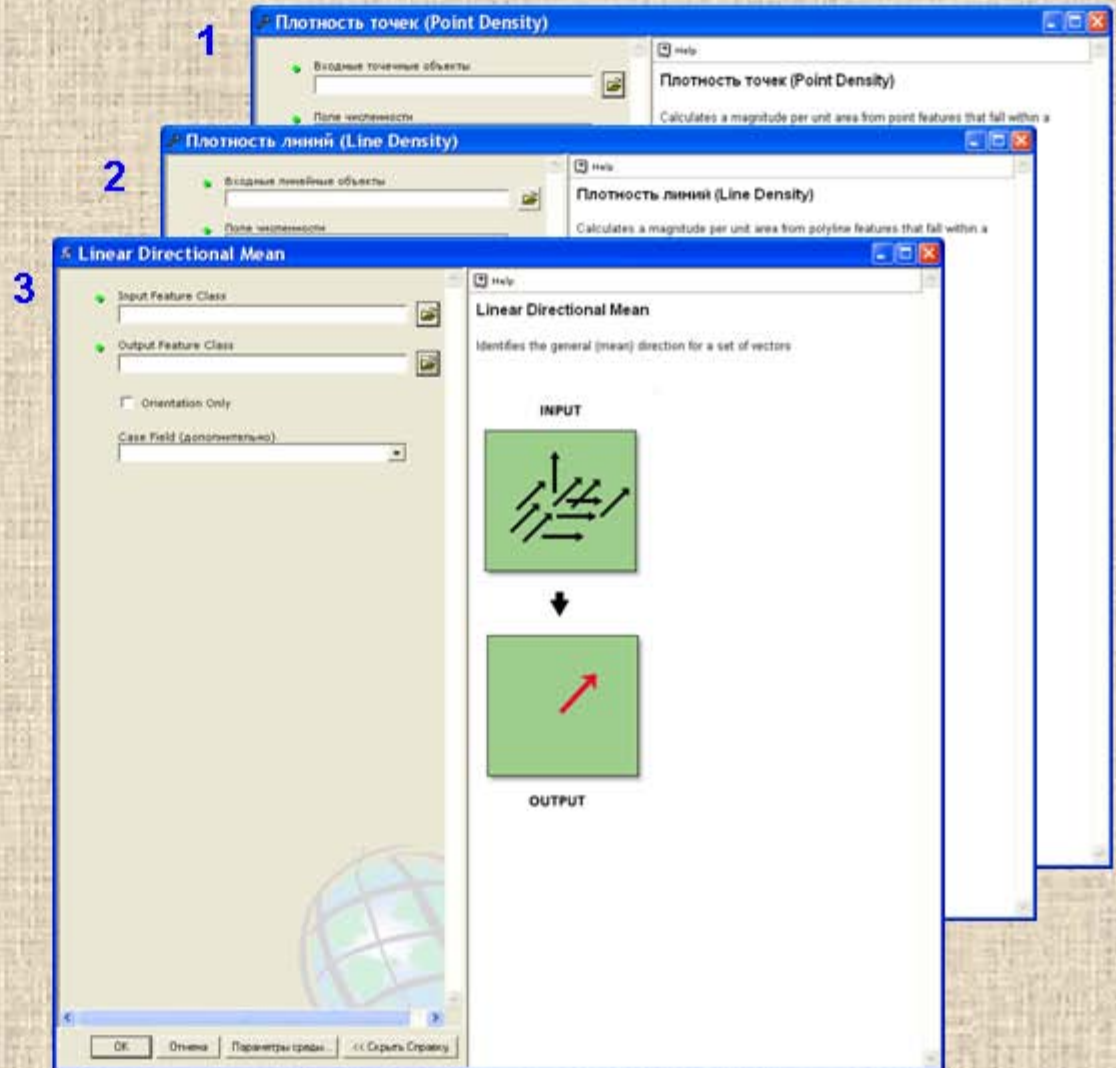 1
Плотность точек (Point Density)
Входные точечные объекты
Поле численности
Help
Плотность точек (Point Density)
Calculates a magnitude per unit area from point features that fall within a
2
Плотность линий (Line Density)
Входные линейные объекты
Поле численности
Help
Плотность линий (Line Density)
Calculates a magnitude per unit area from polyline features that fall within a
3
Linear Directional Mean
Input Feature Class
Output Feature Class
Orientation Only
Case Field (дополнительно)
OK
Отмена
Параметры среды...
<< Скрыть Справку
Help
Linear Directional Mean
Identifies the general (mean) direction for a set of vectors
INPUT
OUTPUT